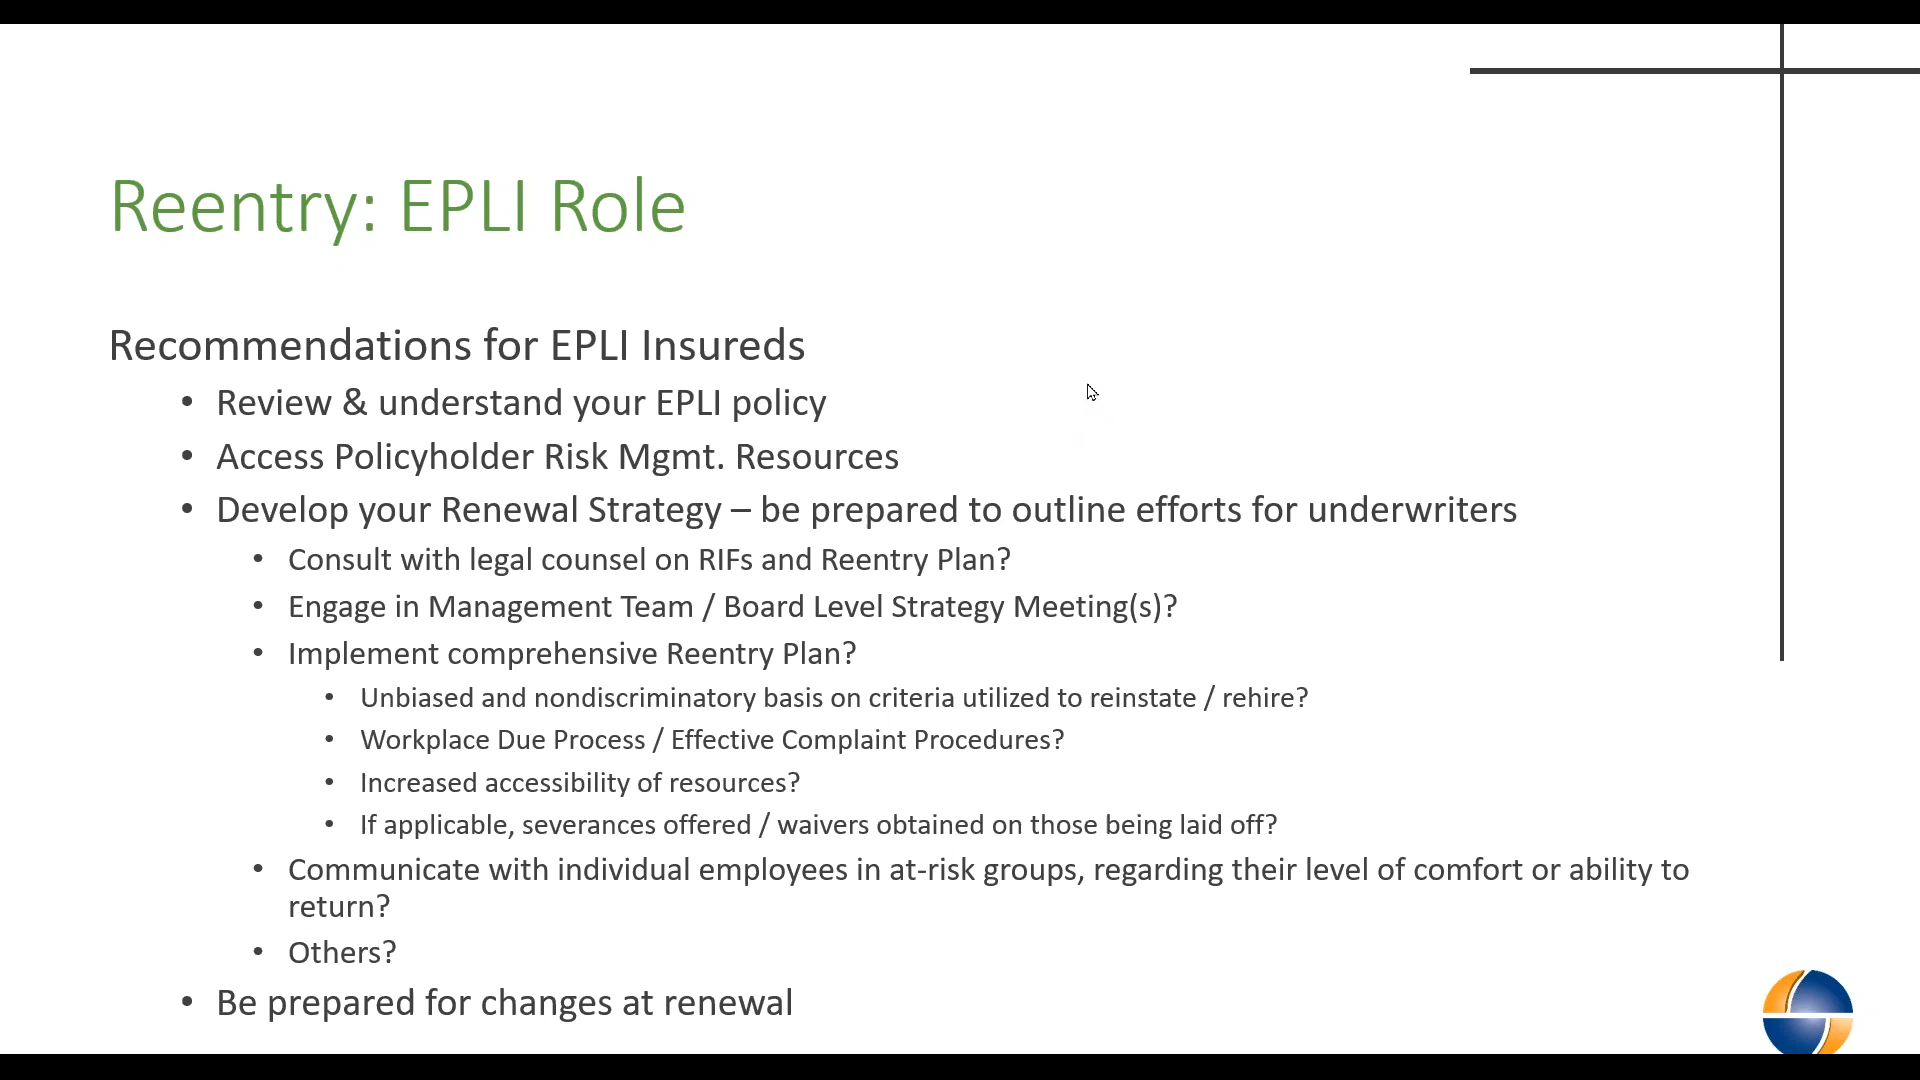 Reentry: EPLI Role
Recommendations for EPLI Insureds
• Review & understand your EPLI policy
• Access Policyholder Risk Mgmt. Resources
• Develop your Renewal Strategy – be prepared to outline efforts for underwriters
• Consult with legal counsel on RIFs and Reentry Plan?
• Engage in Management Team / Board Level Strategy Meeting(s)?
• Implement comprehensive Reentry Plan?
• Unbiased and nondiscriminatory basis on criteria utilized to reinstate / rehire?
• Workplace Due Process / Effective Complaint Procedures?
• Increased accessibility of resources?
• If applicable, severances offered / waivers obtained on those being laid off?
• Communicate with individual employees in at-risk groups, regarding their level of comfort or ability to
return?
• Others?
• Be prepared for changes at renewal